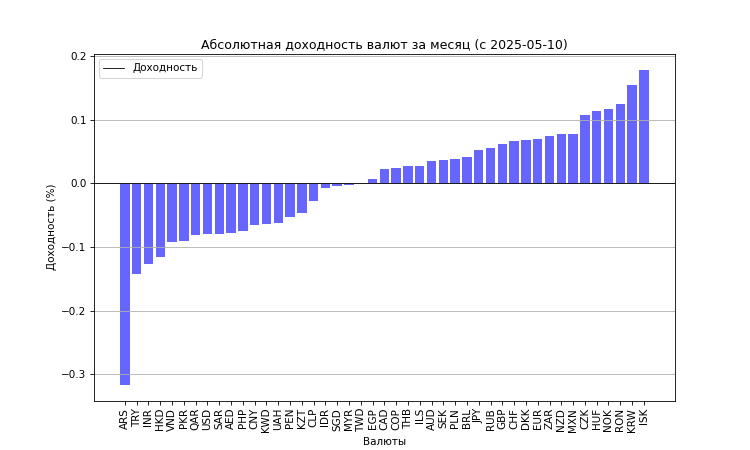 Абсолютная доходность валют за месяц (с 2025-05-10)
Доходность
0.2
0.1
0.0
−0.1
−0.2
−0.3
Доходность (%)
ARS TRY INR HKD VND PKR QAR USD SAR AED PHP CNY KWD UAH PEN KZT CLP IDR SGD MYR TWD EGP CAD COP THB ILS AUD SEK PLN BRL JPY RUB GBP CHF DKK EUR ZAR NZD MXN CZK HUF NOK RON KRW ISK
Валюты